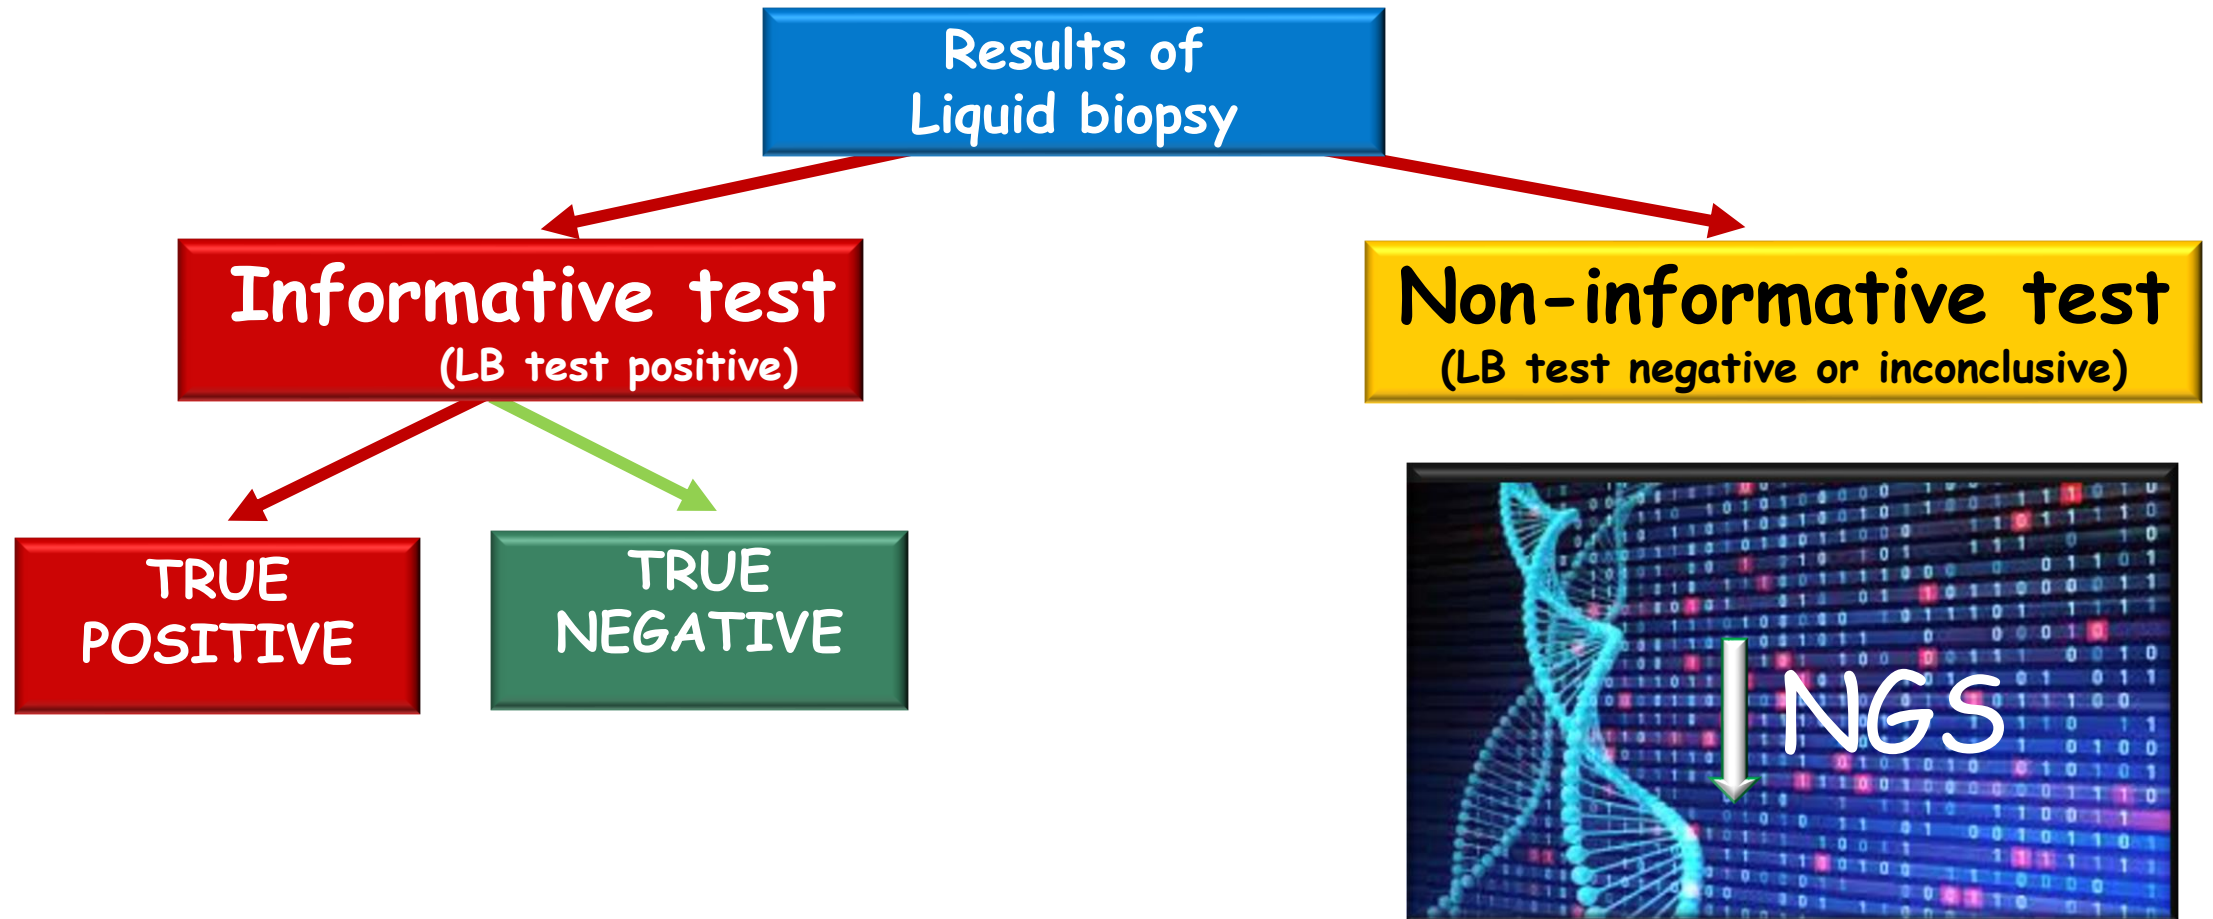 Results of
Liquid biopsy
Informative test
(LB test positive)
Non-informative test
(LB test negative or inconclusive)
TRUE
POSITIVE
TRUE
NEGATIVE
NGS